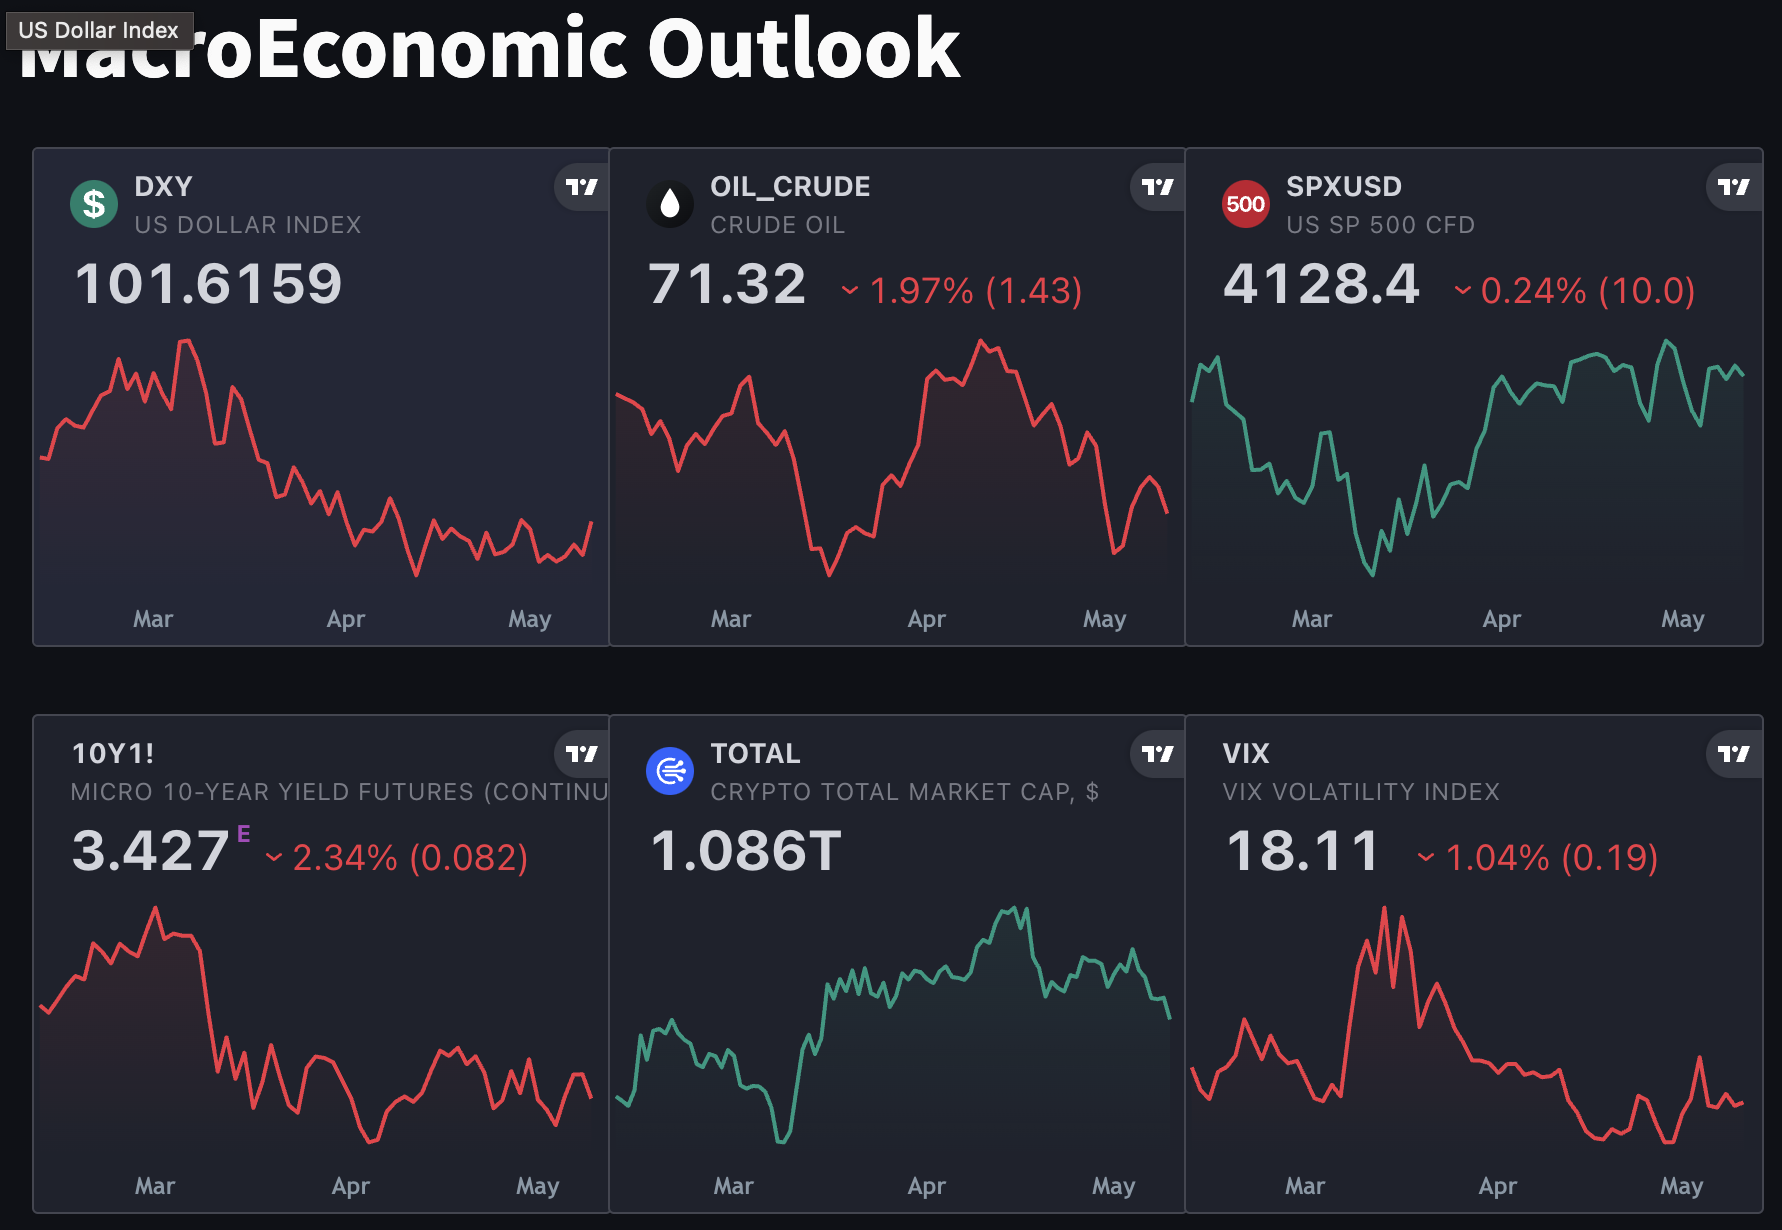 US Dollar Index
MacroEconomic Outlook
$
DXY
US DOLLAR INDEX
101.6159
Mar Apr May
OIL_CRUDE
CRUDE OIL
71.32 1.97% (1.43)
Mar Apr May
500
SPXUSD
US SP 500 CFD
4128.4 0.24% (10.0)
Mar Apr May
10Y1!
MICRO 10-YEAR YIELD FUTURES (CONTINU
3.427 E 2.34% (0.082)
Mar Apr May
TOTAL
CRYPTO TOTAL MARKET CAP, $
1.086T
Mar Apr May
VIX
VIX VOLATILITY INDEX
18.11 1.04% (0.19)
Mar Apr May